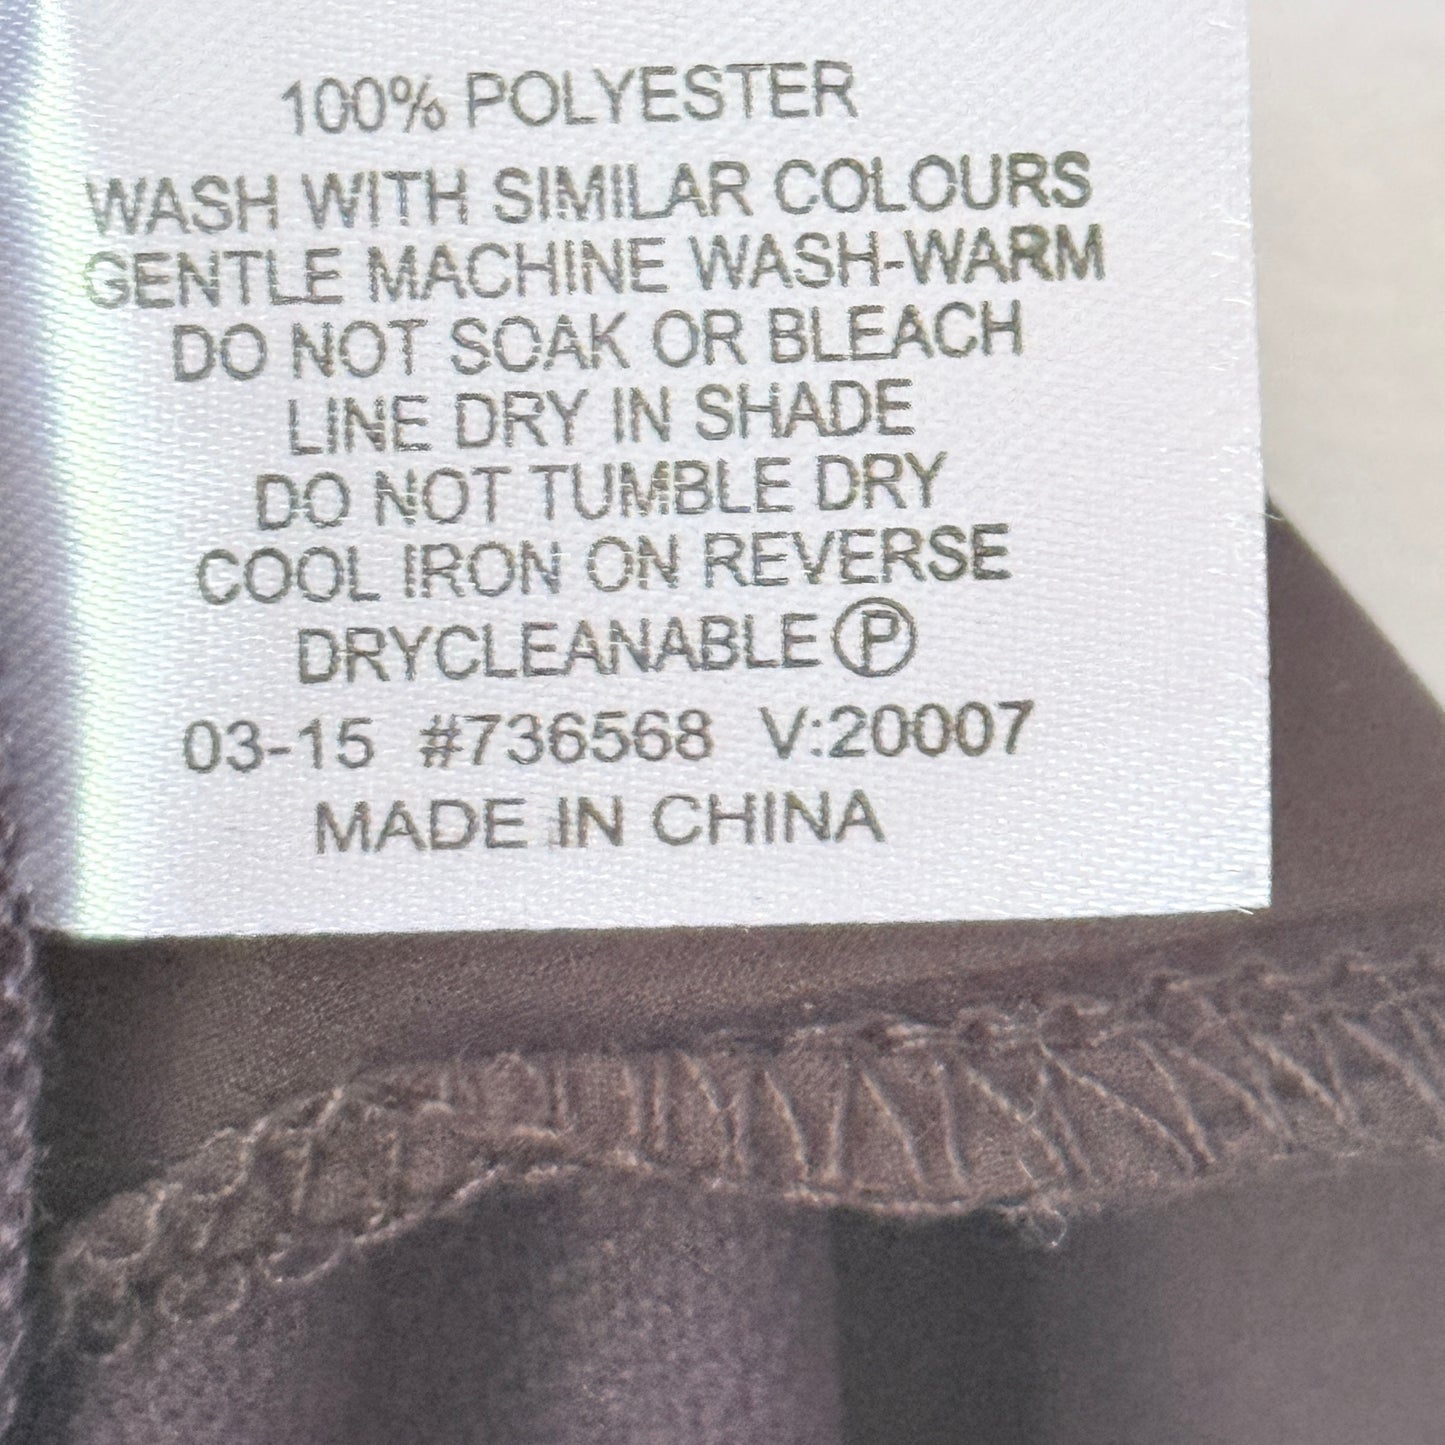 100% POLYESTER
WASH WITH SIMILAR COLOURS
GENTLE MACHINE WASH-WARM
DO NOT SOAK OR BLEACH
LINE DRY IN SHADE
DO NOT TUMBLE DRY
COOL IRON ON REVERSE
DRYCLEANABLE Ⓟ
03-15 #736568 V:20007
MADE IN CHINA